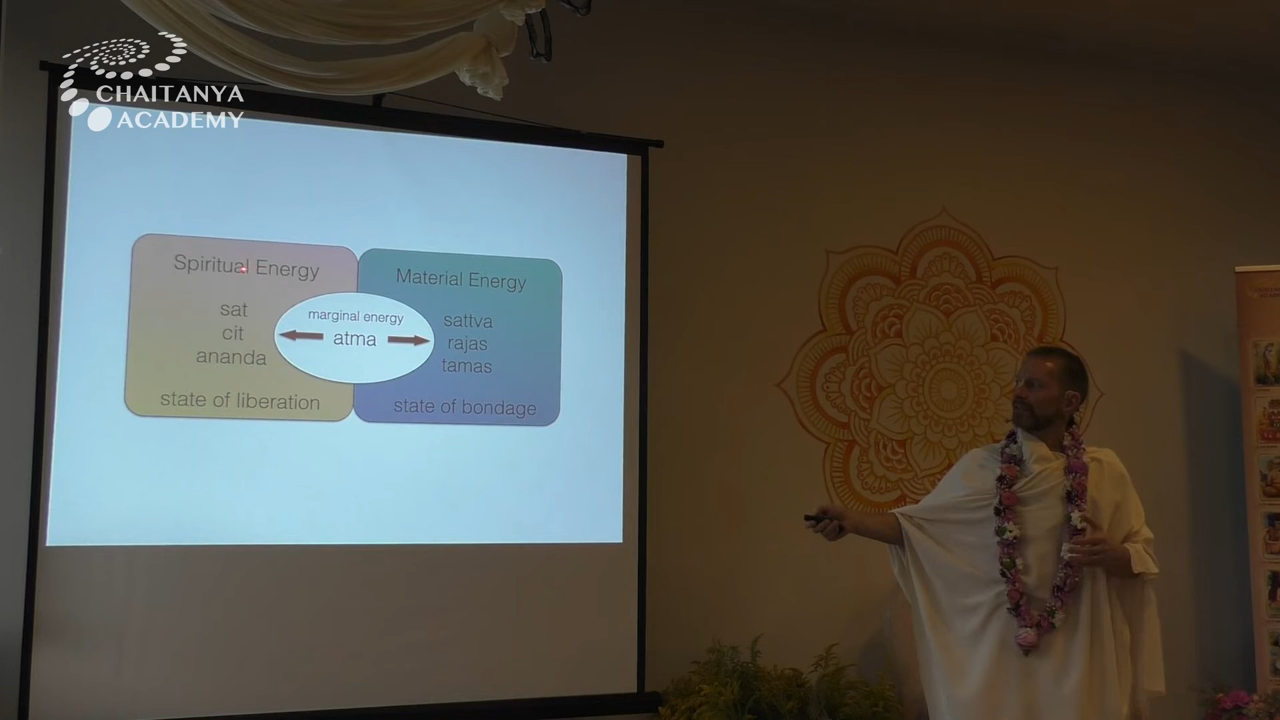 CHAITANYA
ACADEMY
Spiritual Energy
sat
cit
ananda
state of liberation
marginal energy
atma
Material Energy
sattva
rajas
tamas
state of bondage